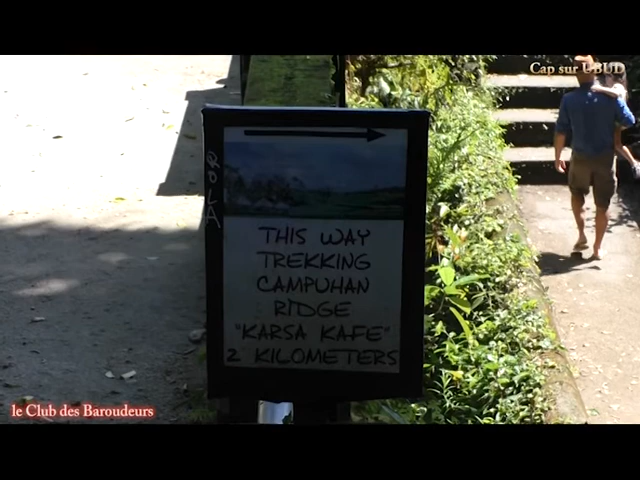 Cap sur UBUD
THIS WAY
TREKKING
CAMPUHAN
RIDGE
"KARSA KAFE"
2 KILOMETERS
le Club des Baroudeurs